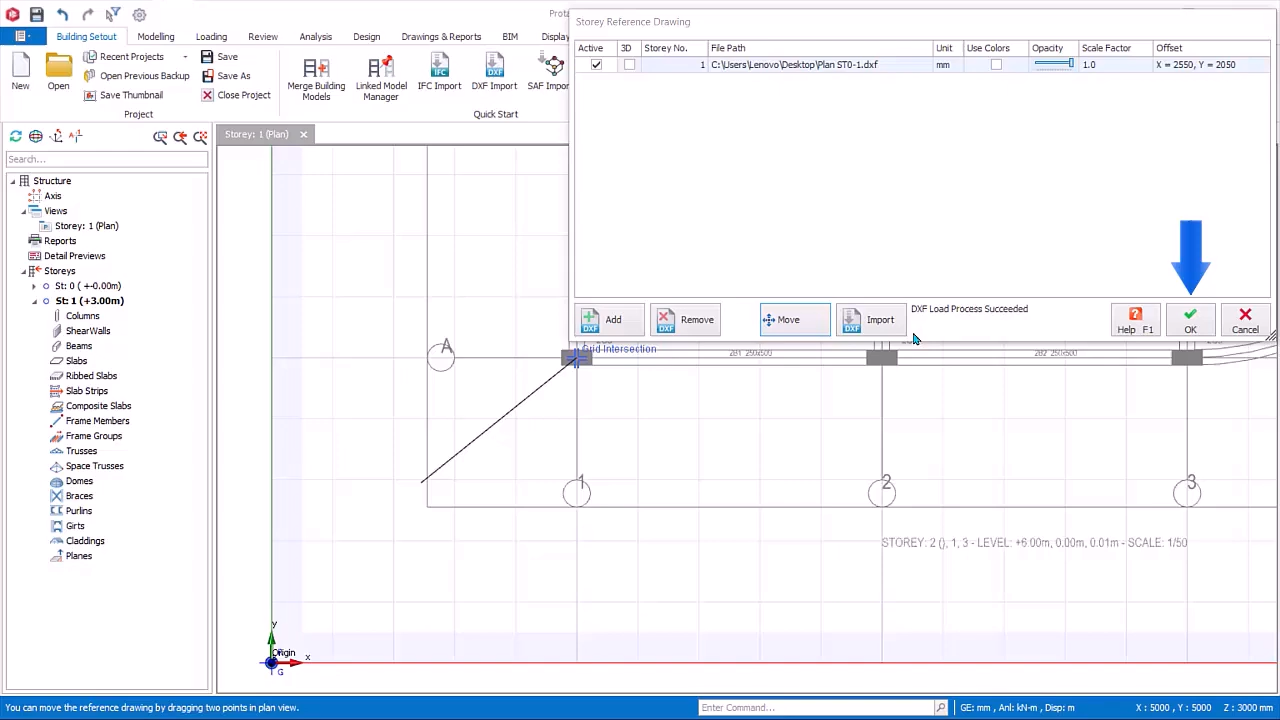 Prota
Storey Reference Drawing
Building Setout
Modelling
Loading
Review
Analysis
Design
Drawings & Reports
BIM
Display
New
Open
Recent Projects
Open Previous Backup
Save Thumbnail
Save
Save As
Close Project
Project
Merge Building Models
Linked Model Manager
IFC Import
DXF Import
SAF Import
Quick Start
Active
3D
Storey No.
File Path
Unit
Use Colors
Opacity
Scale Factor
Offset
1
C:\Users\Lenovo\Desktop\Plan ST0-1.dxf
mm
1.0
X = 2550, Y = 2050
Add
Remove
Move
Import
DXF Load Process Succeeded
Help F1
OK
Cancel
Search...
Structure
Axis
Views
Storey: 1 (Plan)
Reports
Detail Previews
Storeys
St: 0 ( +-0.00m)
St: 1 (+3.00m)
Columns
ShearWalls
Beams
Slabs
Ribbed Slabs
Slab Strips
Composite Slabs
Frame Members
Frame Groups
Trusses
Space Trusses
Domes
Braces
Purlins
Girts
Claddings
Planes
Storey: 1 (Plan)
A
Grid Intersection
2B1 250x500
2B2 250x500
1
2
3
STOREY: 2 (), 1, 3 - LEVEL: +6.00m, 0.00m, 0.01m - SCALE: 1/50
y
Origin
x
G
You can move the reference drawing by dragging two points in plan view.
Enter Command...
GE: mm , Anl: kN-m , Disp: m
X : 5000 , Y : 5000
Z : 3000 mm